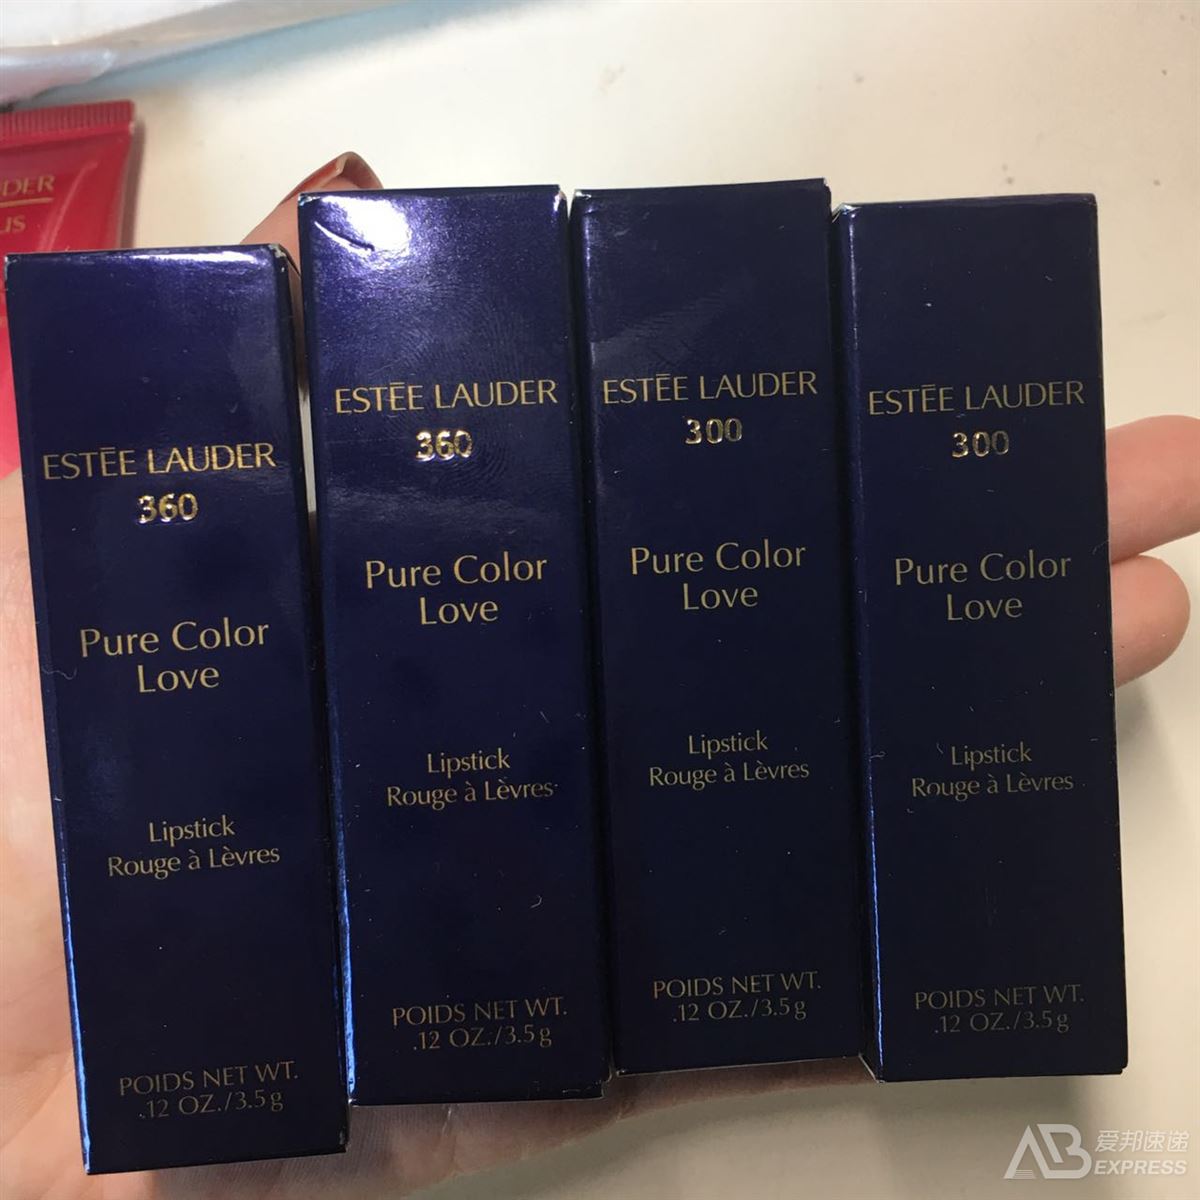 DER
ESTĒE LAUDER
360
Pure Color
Love
Lipstick
Rouge à Lèvres
POIDS NET WT.
.12 OZ./3.5g
ESTĒE LAUDER
360
Pure Color
Love
Lipstick
Rouge à Lèvres
POIDS NET WT.
.12 OZ./3.5g
ESTĒE LAUDER
300
Pure Color
Love
Lipstick
Rouge à Lèvres
POIDS NET WT.
.12 OZ./3.5g
ESTĒE LAUDER
300
Pure Color
Love
Lipstick
Rouge à Lèvres
POIDS NET WT.
.12 OZ./3.5g
AB 爱邦速递
EXPRESS